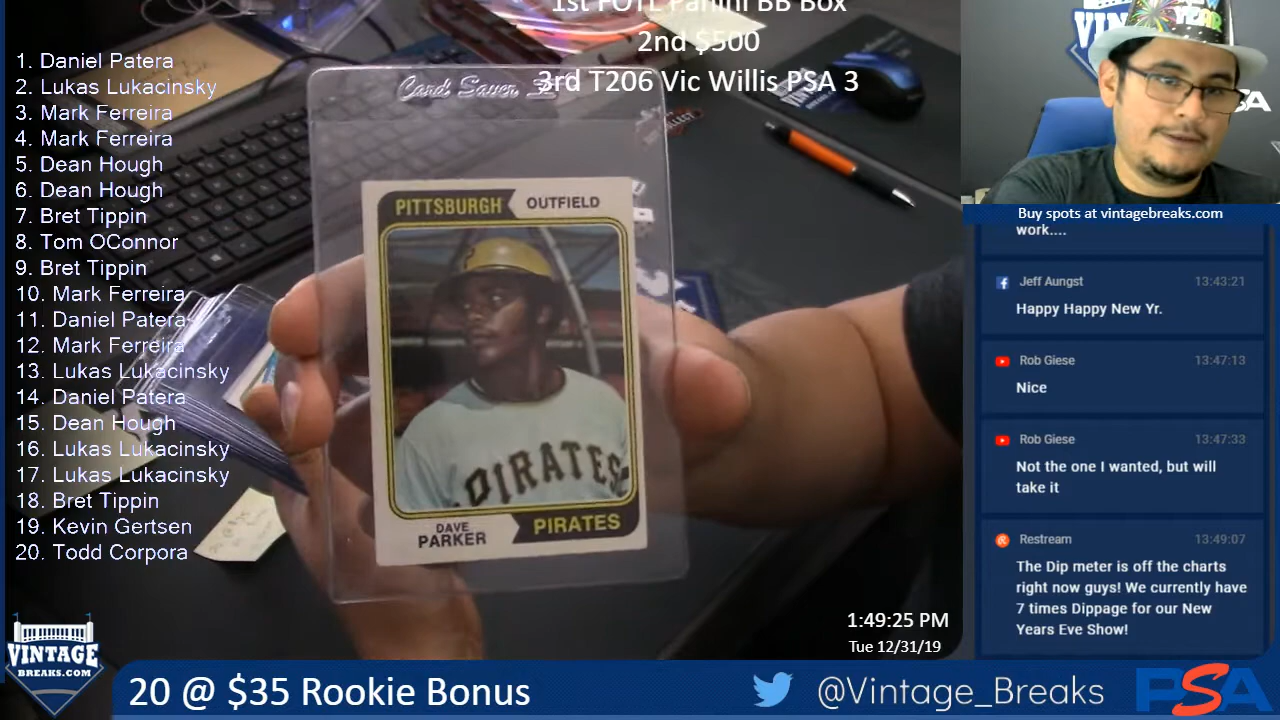 1st FOTL Panini BB Box
2nd $500
3rd T206 Vic Willis PSA 3
1. Daniel Patera
2. Lukas Lukacinsky
3. Mark Ferreira
4. Mark Ferreira
5. Dean Hough
6. Dean Hough
7. Bret Tippin
8. Tom OConnor
9. Bret Tippin
10. Mark Ferreira
11. Daniel Patera
12. Mark Ferreira
13. Lukas Lukacinsky
14. Daniel Patera
15. Dean Hough
16. Lukas Lukacinsky
17. Lukas Lukacinsky
18. Bret Tippin
19. Kevin Gertsen
20. Todd Corpora
Card Saver
PITTSBURGH OUTFIELD
PIRATES
DAVE PARKER
PIRATES
YEAR
Buy spots at vintagebreaks.com
work....
Jeff Aungst 13:43:21
Happy Happy New Yr.
Rob Giese 13:47:13
Nice
Rob Giese 13:47:33
Not the one I wanted, but will
take it
Restream 13:49:07
The Dip meter is off the charts
right now guys! We currently have
7 times Dippage for our New
Years Eve Show!
1:49:25 PM
Tue 12/31/19
VINTAGE
BREAKS.COM
20 @ $35 Rookie Bonus
@Vintage_Breaks
PSA